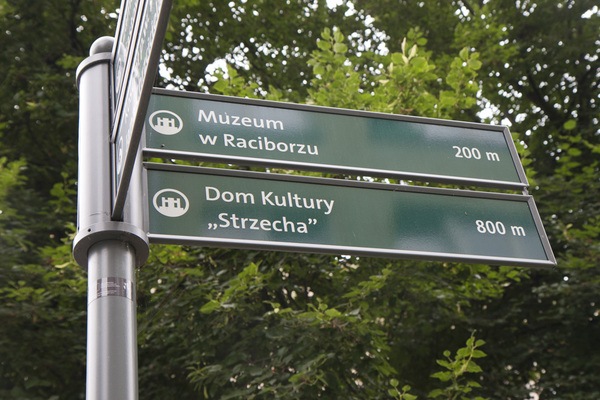 Muzeum
w Raciborzu
200 m
Dom Kultury
„Strzecha”
800 m